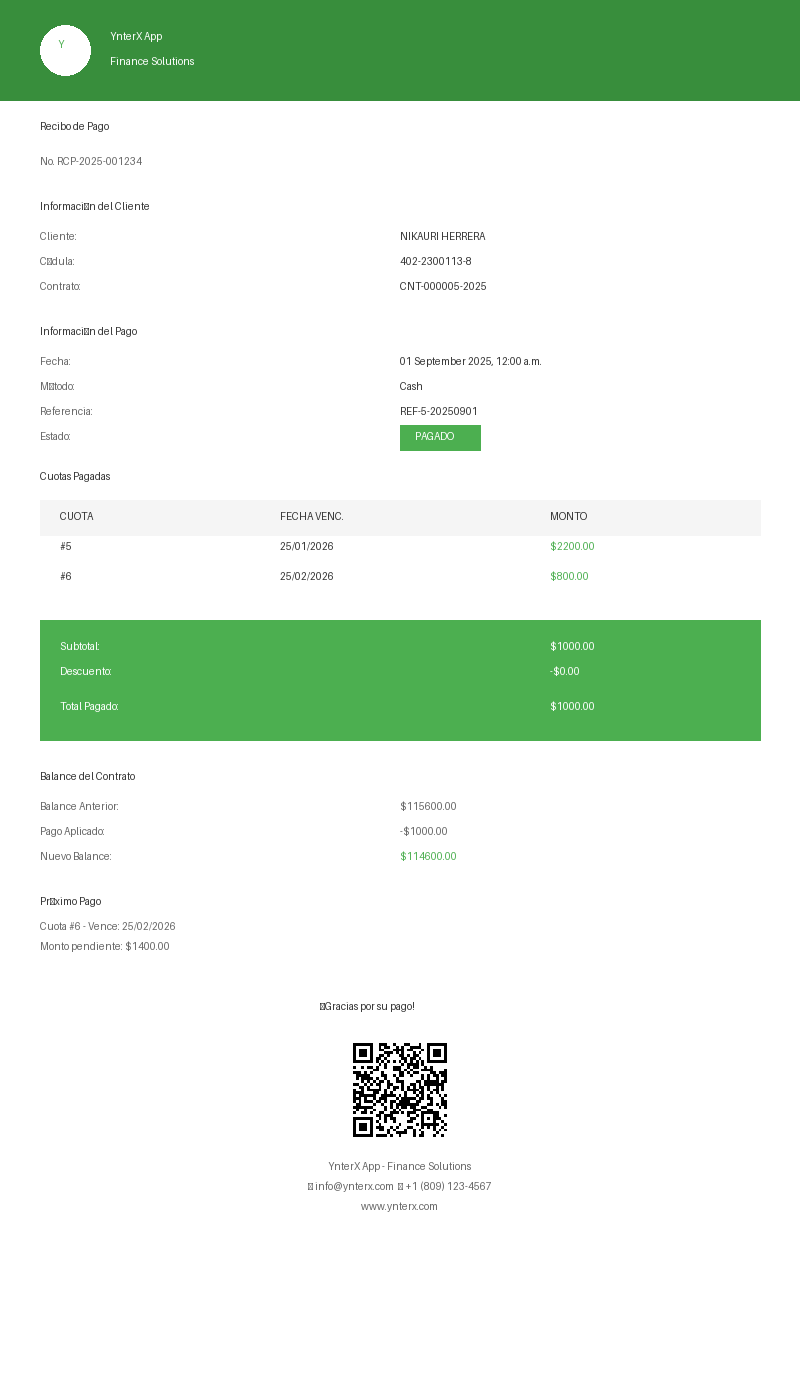 Y
YnterX App
Finance Solutions
Recibo de Pago
No. RCP-2025-001234
Informaci▯n del Cliente
Cliente: NIKAURI HERRERA
C▯dula: 402-2300113-8
Contrato: CNT-000005-2025
Informaci▯n del Pago
Fecha: 01 September 2025, 12:00 a.m.
M▯todo: Cash
Referencia: REF-5-20250901
Estado: PAGADO
Cuotas Pagadas
CUOTA FECHA VENC. MONTO
#5 25/01/2026 $2200.00
#6 25/02/2026 $800.00
Subtotal: $1000.00
Descuento: -$0.00
Total Pagado: $1000.00
Balance del Contrato
Balance Anterior: $115600.00
Pago Aplicado: -$1000.00
Nuevo Balance: $114600.00
Pr▯ximo Pago
Cuota #6 - Vence: 25/02/2026
Monto pendiente: $1400.00
▯Gracias por su pago!
YnterX App - Finance Solutions
▯ info@ynterx.com ▯ +1 (809) 123-4567
www.ynterx.com